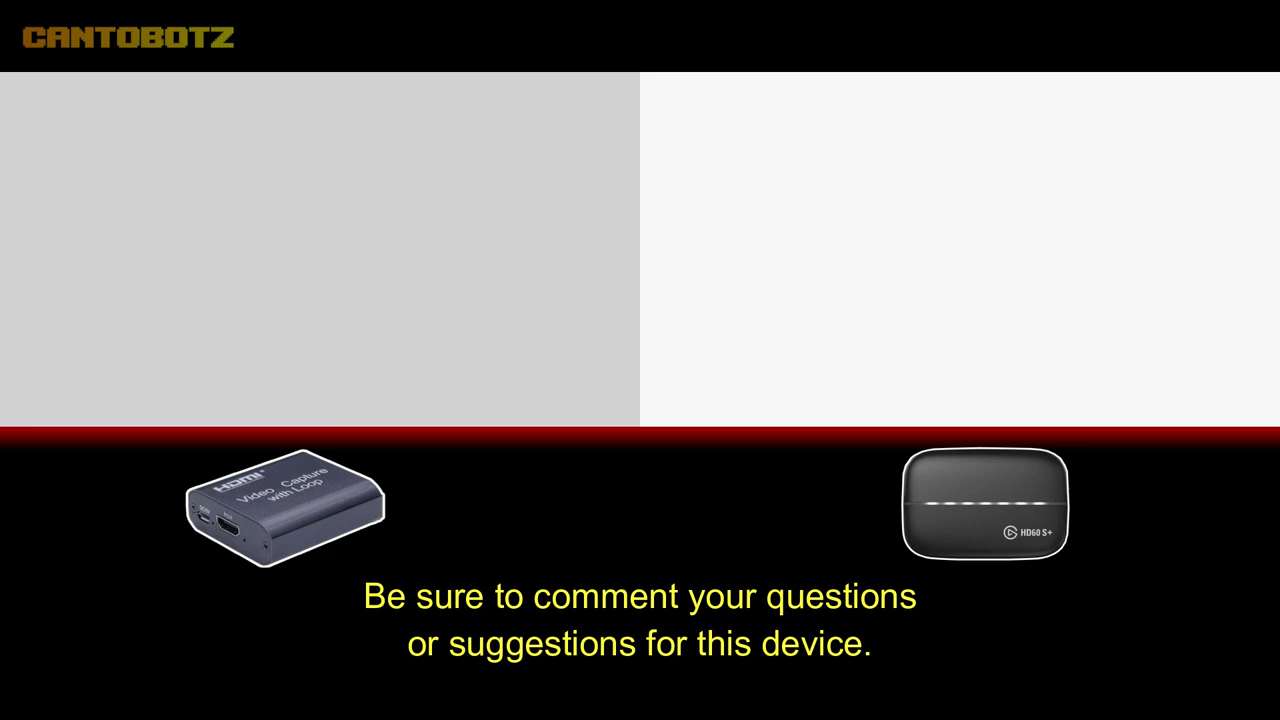 CANTOBOTZ
HDMI
Video Capture
with Loop
HD60 S+
Be sure to comment your questions
or suggestions for this device.